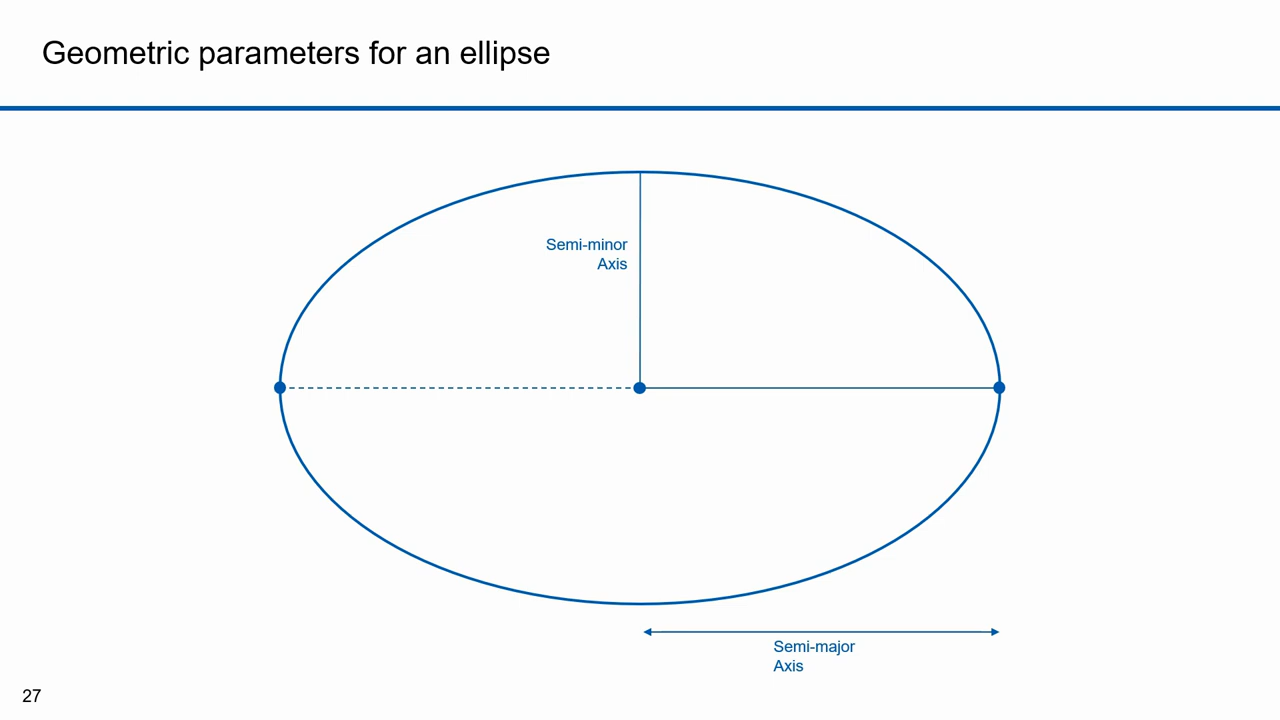 Geometric parameters for an ellipse
Semi-minor
Axis
Semi-major
Axis
27